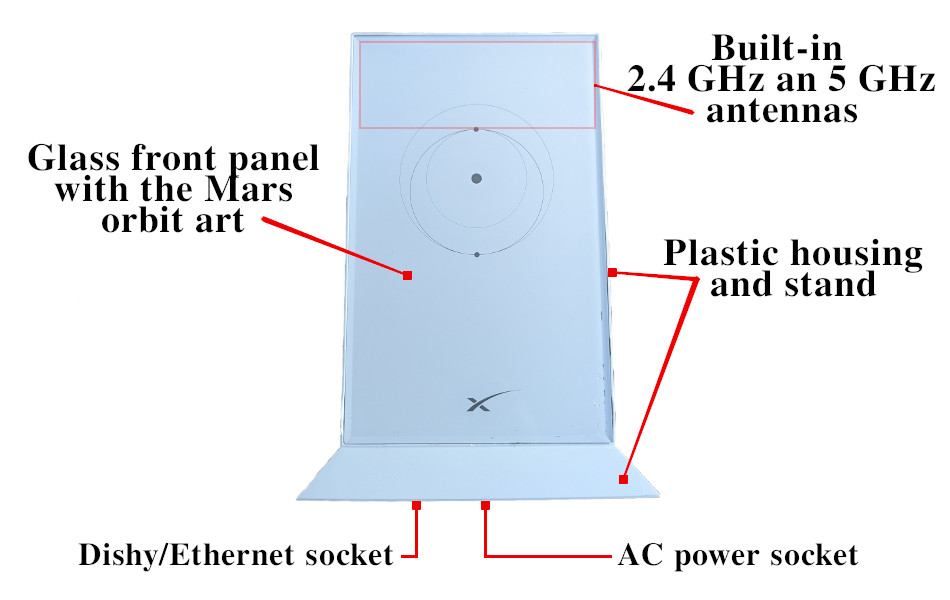 Built-in
2.4 GHz an 5 GHz
antennas
Glass front panel
with the Mars
orbit art
Plastic housing
and stand
Dishy/Ethernet socket
AC power socket